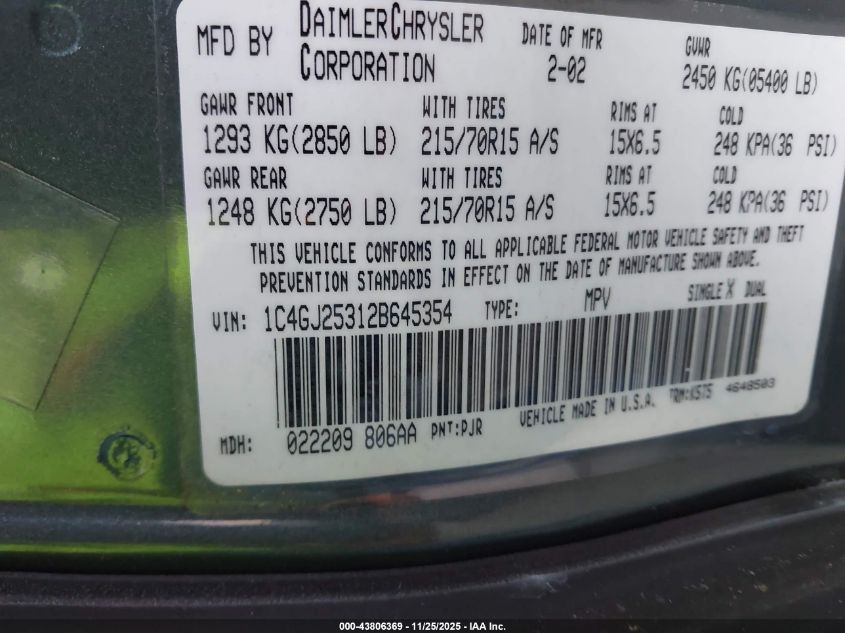 MFD BY DAIMLERCHRYSLER CORPORATION DATE OF MFR 2-02 GVWR 2450 KG(05400 LB)
GAWR FRONT WITH TIRES RIMS AT COLD
1293 KG(2850 LB) 215/70R15 A/S 15X6.5 248 KPA(36 PSI)
GAWR REAR WITH TIRES RIMS AT COLD
1248 KG(2750 LB) 215/70R15 A/S 15X6.5 248 KPA(36 PSI)
THIS VEHICLE CONFORMS TO ALL APPLICABLE FEDERAL MOTOR VEHICLE SAFETY AND THEFT
PREVENTION STANDARDS IN EFFECT ON THE DATE OF MANUFACTURE SHOWN ABOVE.
VIN: 1C4GJ25312B645354 TYPE: MPV SINGLE X DUAL
MDH: 022209 806AA PNT:PJR VEHICLE MADE IN U.S.A. TRM:K5T5 4648503
000-43806369 - 11/25/2025 - IAA Inc.